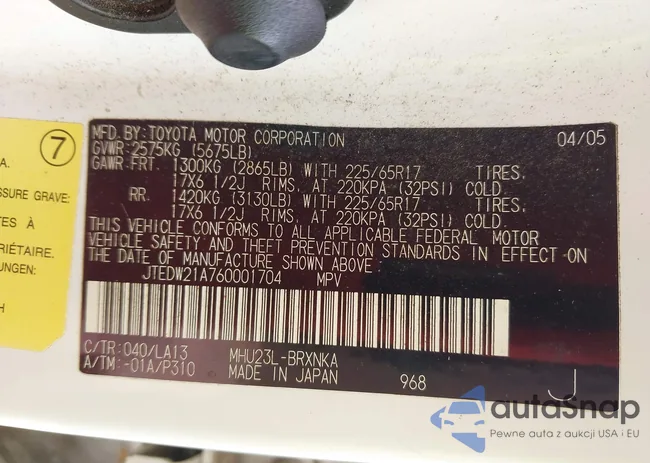 7
A.
SSURE GRAVE:
TES À
RIÉTAIRE.
UNGEN:
H
MFD. BY: TOYOTA MOTOR CORPORATION 04/05
GVWR: 2575KG (5675LB)
GAWR: FRT. 1300KG (2865LB) WITH 225/65R17 TIRES.
17X6 1/2J RIMS. AT 220KPA (32PSI) COLD.
RR. 1420KG (3130LB) WITH 225/65R17 TIRES.
17X6 1/2J RIMS. AT 220KPA (32PSI) COLD.
THIS VEHICLE CONFORMS TO ALL APPLICABLE FEDERAL MOTOR
VEHICLE SAFETY AND THEFT PREVENTION STANDARDS IN EFFECT ON
THE DATE OF MANUFACTURE SHOWN ABOVE.
JTEDW21A760001704 MPV
C/TR: 040/LA13 MHU23L-BRXNKA
A/TM: -01A/P310 MADE IN JAPAN 968 J
autaSnap
Pewne auta z aukcji USA i EU